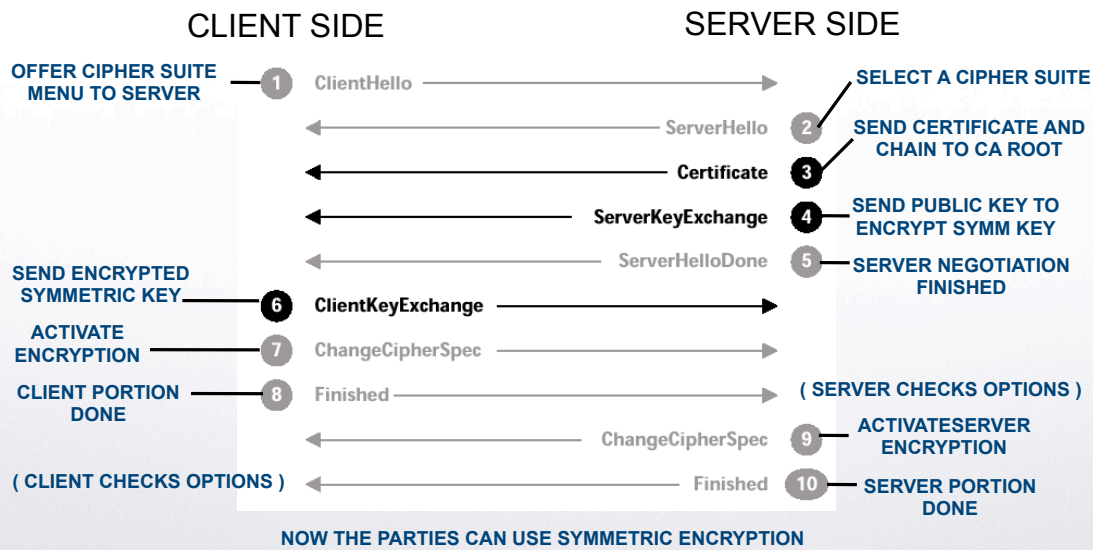 CLIENT SIDE
SERVER SIDE
OFFER CIPHER SUITE
MENU TO SERVER
1 ClientHello
SELECT A CIPHER SUITE
ServerHello 2
SEND CERTIFICATE AND
CHAIN TO CA ROOT
Certificate 3
ServerKeyExchange 4
SEND PUBLIC KEY TO
ENCRYPT SYMM KEY
ServerHelloDone 5
SERVER NEGOTIATION
FINISHED
SEND ENCRYPTED
SYMMETRIC KEY
6 ClientKeyExchange
ACTIVATE
ENCRYPTION
7 ChangeCipherSpec
CLIENT PORTION
DONE
8 Finished
( SERVER CHECKS OPTIONS )
ChangeCipherSpec 9
ACTIVATESERVER
ENCRYPTION
( CLIENT CHECKS OPTIONS )
Finished 10
SERVER PORTION
DONE
NOW THE PARTIES CAN USE SYMMETRIC ENCRYPTION